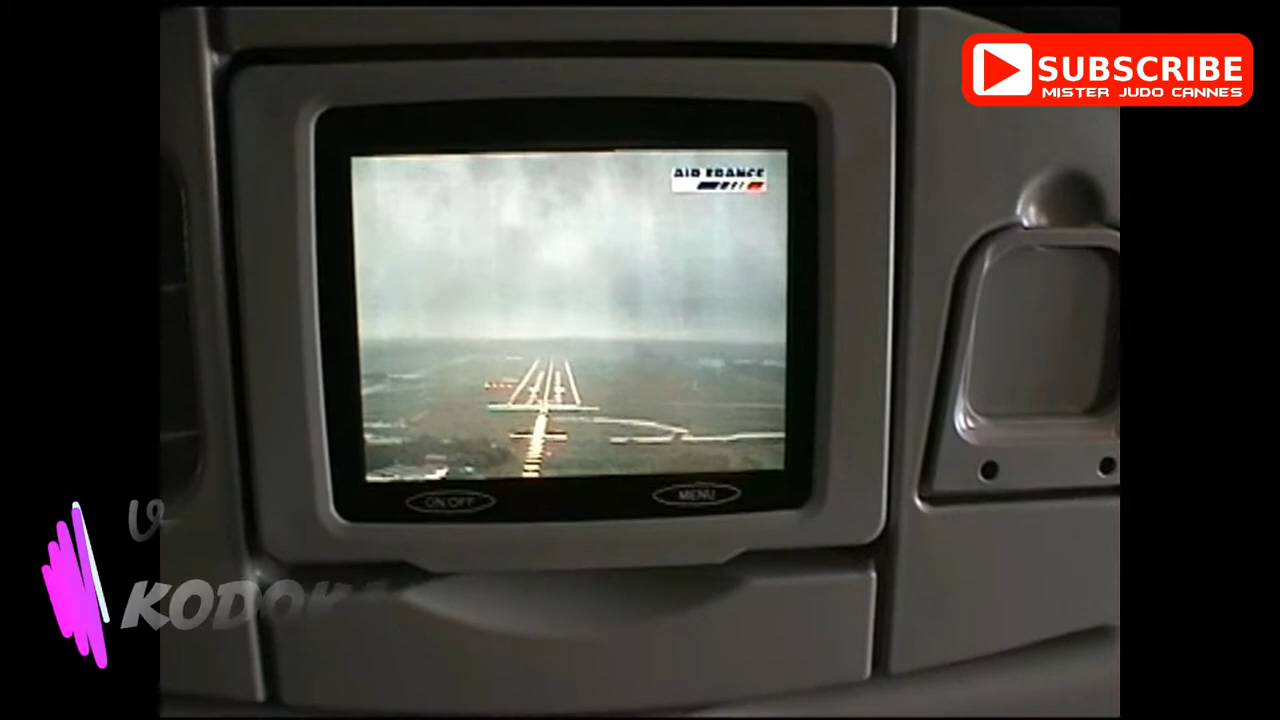 SUBSCRIBE
MISTER JUDO CANNES
AIR FRANCE
ON/OFF
MENU